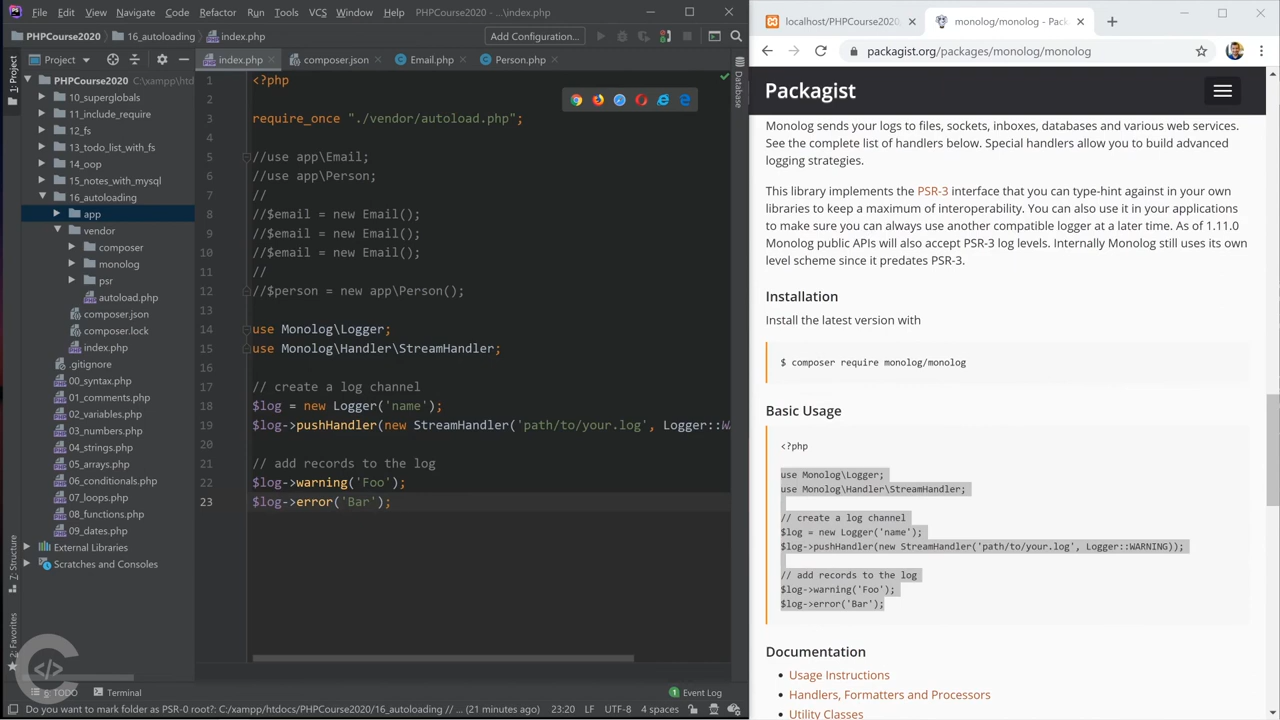 File Edit View Navigate Code Refactor Run Tools VCS Window Help PHPCourse2020 [...\index.php
PHPCourse2020 16_autoloading index.php Add Configuration...
Project
index.php composer.json Email.php Person.php
1: Project
Z: Structure
2: Favorites
Database
PHPCourse2020 C:\xampp\htd
10_superglobals
11_include_require
12_fs
13_todo_list_with_fs
14_oop
15_notes_with_mysql
16_autoloading
app
vendor
composer
monolog
psr
autoload.php
composer.json
composer.lock
index.php
.gitignore
00_syntax.php
01_comments.php
02_variables.php
03_numbers.php
04_strings.php
05_arrays.php
06_conditionals.php
07_loops.php
08_functions.php
09_dates.php
External Libraries
Scratches and Consoles
1 <?php
2
3 require_once "./vendor/autoload.php";
4
5 //use app\Email;
6 //use app\Person;
7 //
8 //$email = new Email();
9 //$email = new Email();
10 //$email = new Email();
11 //
12 //$person = new app\Person();
13
14 use Monolog\Logger;
15 use Monolog\Handler\StreamHandler;
16
17 // create a log channel
18 $log = new Logger('name');
19 $log->pushHandler(new StreamHandler('path/to/your.log', Logger::WA
20
21 // add records to the log
22 $log->warning('Foo');
23 $log->error('Bar');
6: TODO Terminal 1 Event Log
Do you want to mark folder as PSR-0 root?: C:/xampp/htdocs/PHPCourse2020/16_autoloading // ... (21 minutes ago) 23:20 LF UTF-8 4 spaces
localhost/PHPCourse2020
monolog/monolog - Pack
packagist.org/packages/monolog/monolog
Packagist
Monolog sends your logs to files, sockets, inboxes, databases and various web services.
See the complete list of handlers below. Special handlers allow you to build advanced
logging strategies.
This library implements the PSR-3 interface that you can type-hint against in your own
libraries to keep a maximum of interoperability. You can also use it in your applications
to make sure you can always use another compatible logger at a later time. As of 1.11.0
Monolog public APIs will also accept PSR-3 log levels. Internally Monolog still uses its own
level scheme since it predates PSR-3.
Installation
Install the latest version with
$ composer require monolog/monolog
Basic Usage
<?php
use Monolog\Logger;
use Monolog\Handler\StreamHandler;
// create a log channel
$log = new Logger('name');
$log->pushHandler(new StreamHandler('path/to/your.log', Logger::WARNING));
// add records to the log
$log->warning('Foo');
$log->error('Bar');
Documentation
Usage Instructions
Handlers, Formatters and Processors
Utility Classes